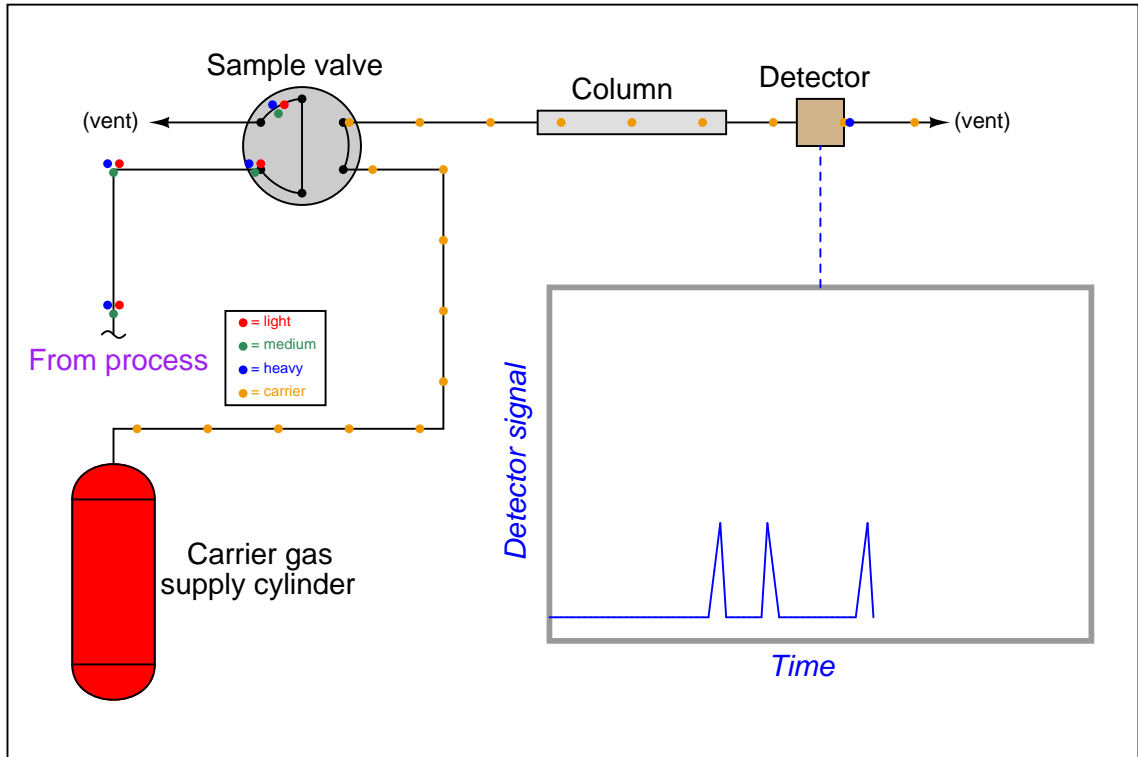 Sample valve
Column
Detector
(vent)
(vent)
From process
= light
= medium
= heavy
= carrier
Detector signal
Carrier gas
supply cylinder
Time